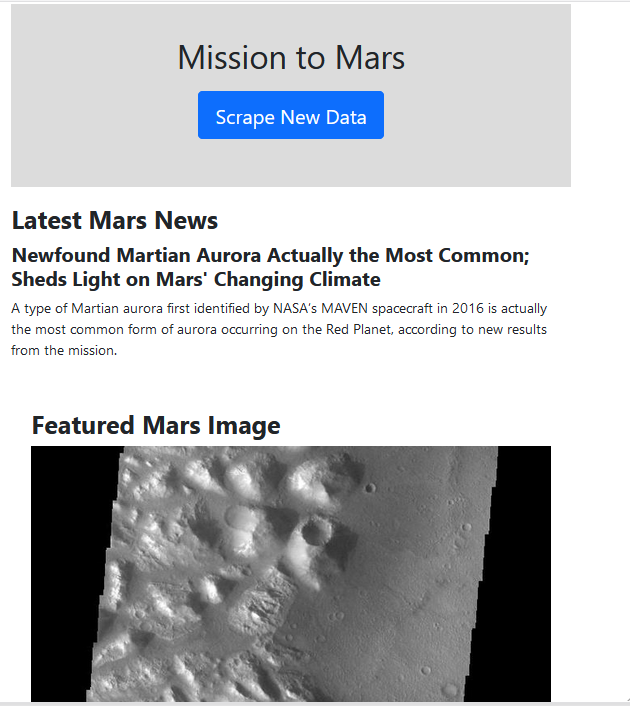 Mission to Mars
Scrape New Data
Latest Mars News
Newfound Martian Aurora Actually the Most Common;
Sheds Light on Mars' Changing Climate
A type of Martian aurora first identified by NASA's MAVEN spacecraft in 2016 is actually
the most common form of aurora occurring on the Red Planet, according to new results
from the mission.
Featured Mars Image